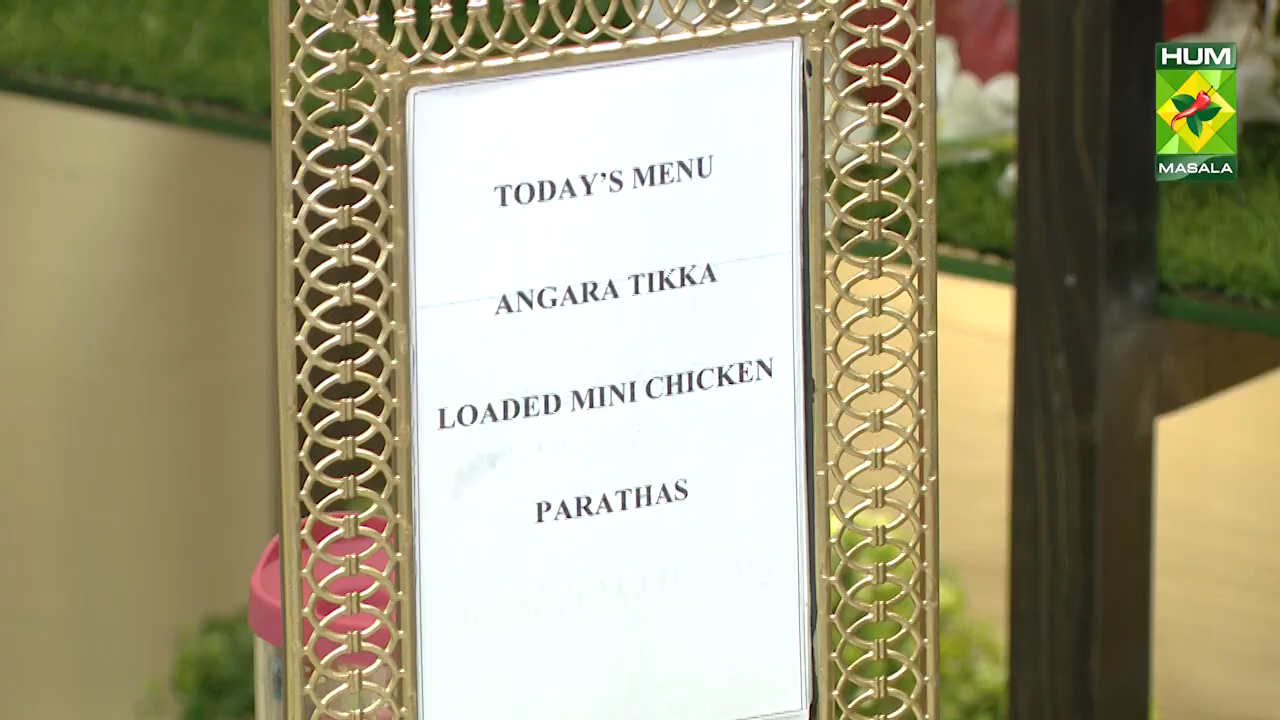 HUM
MASALA
TODAY'S MENU
ANGARA TIKKA
LOADED MINI CHICKEN
PARATHAS